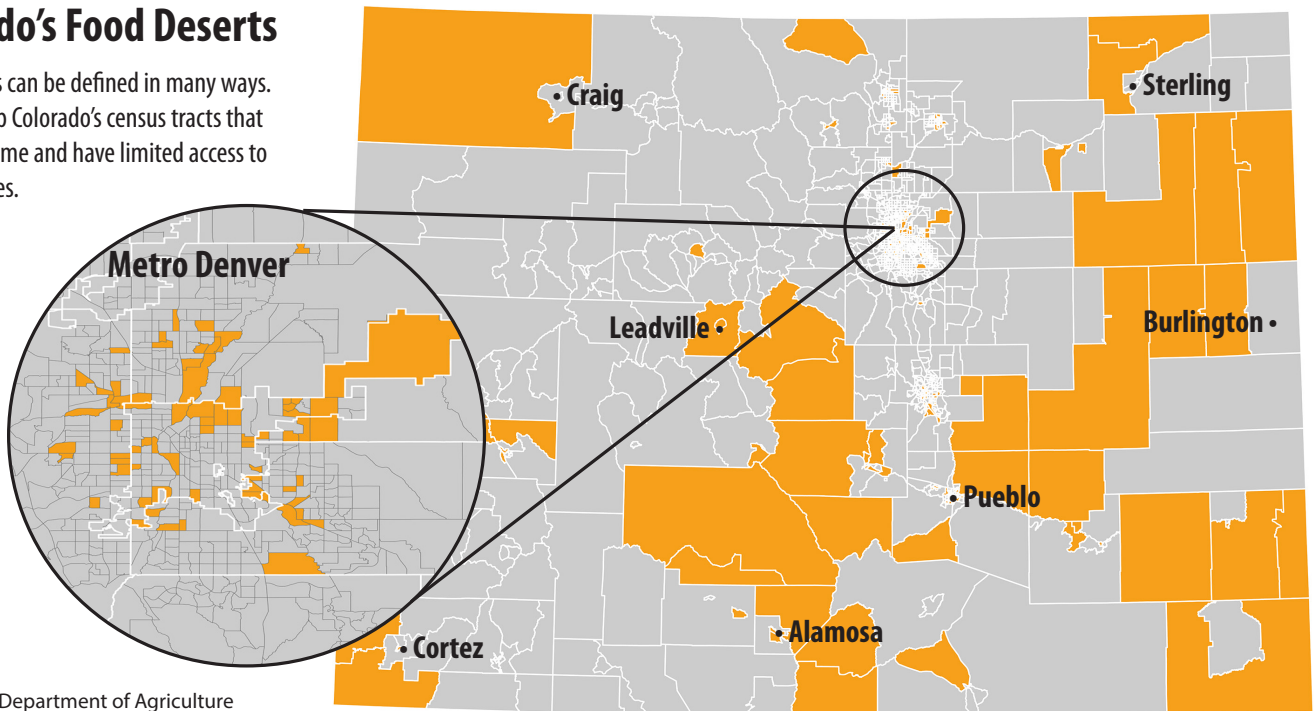 do's Food Deserts
s can be defined in many ways.
p Colorado's census tracts that
me and have limited access to
es.
Metro Denver
Craig
Sterling
Leadville
Burlington
Pueblo
Alamosa
Cortez
Department of Agriculture